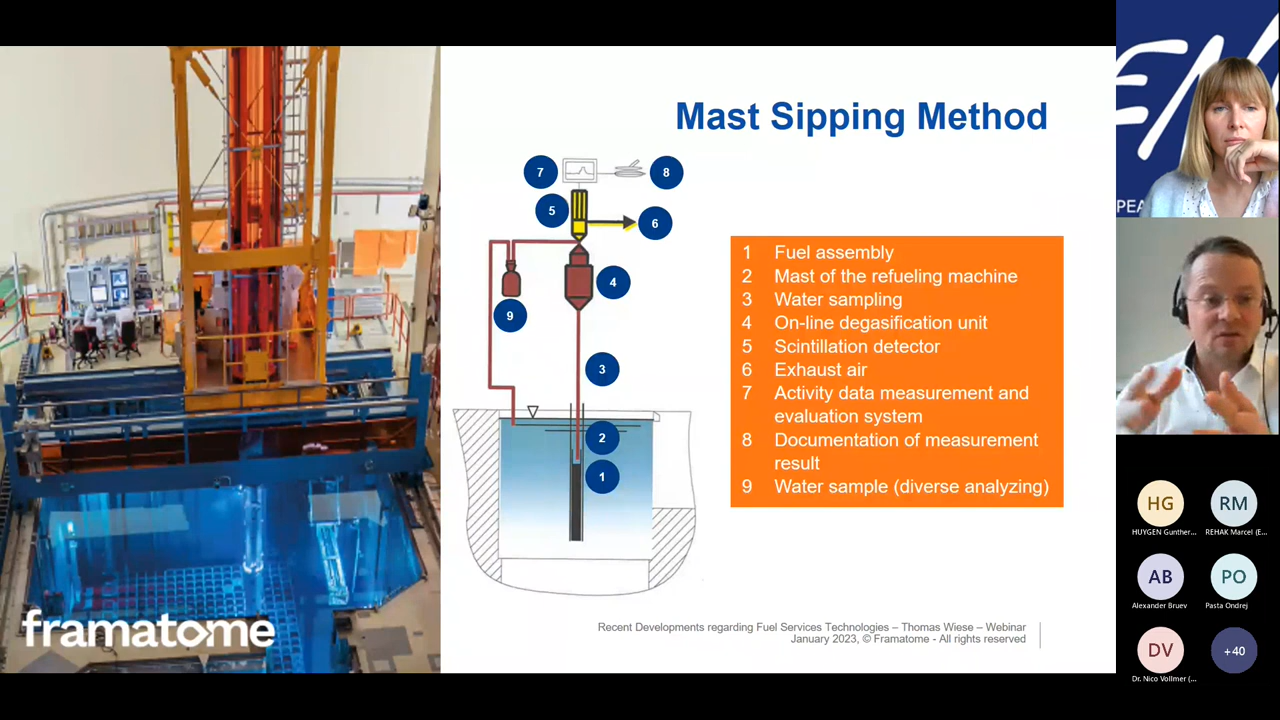 Mast Sipping Method
7
8
5
6
4
9
3
2
1
1 Fuel assembly
2 Mast of the refueling machine
3 Water sampling
4 On-line degasification unit
5 Scintillation detector
6 Exhaust air
7 Activity data measurement and
evaluation system
8 Documentation of measurement
result
9 Water sample (diverse analyzing)
framatome
Recent Developments regarding Fuel Services Technologies – Thomas Wiese – Webinar
January 2023, © Framatome - All rights reserved
PEA
HG
RM
HUYGEN Gunther...
REHAK Marcel (E...
AB
PO
Alexander Bruev
Pasta Ondrej
DV
+40
Dr. Nico Vollmer (...